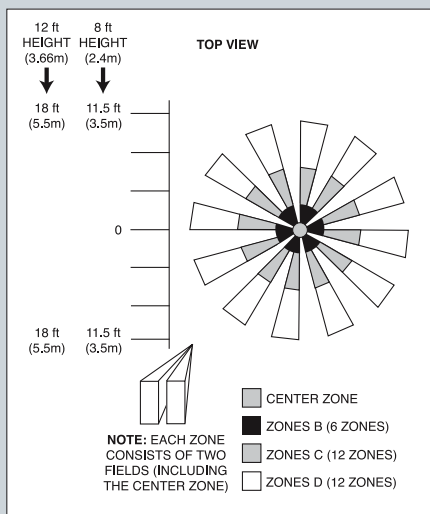 12 ft 8 ft
HEIGHT HEIGHT
(3.66m) (2.4m)
TOP VIEW
18 ft 11.5 ft
(5.5m) (3.5m)
0
18 ft 11.5 ft
(5.5m) (3.5m)
CENTER ZONE
ZONES B (6 ZONES)
NOTE: EACH ZONE
CONSISTS OF TWO
FIELDS (INCLUDING
THE CENTER ZONE)
ZONES C (12 ZONES)
ZONES D (12 ZONES)